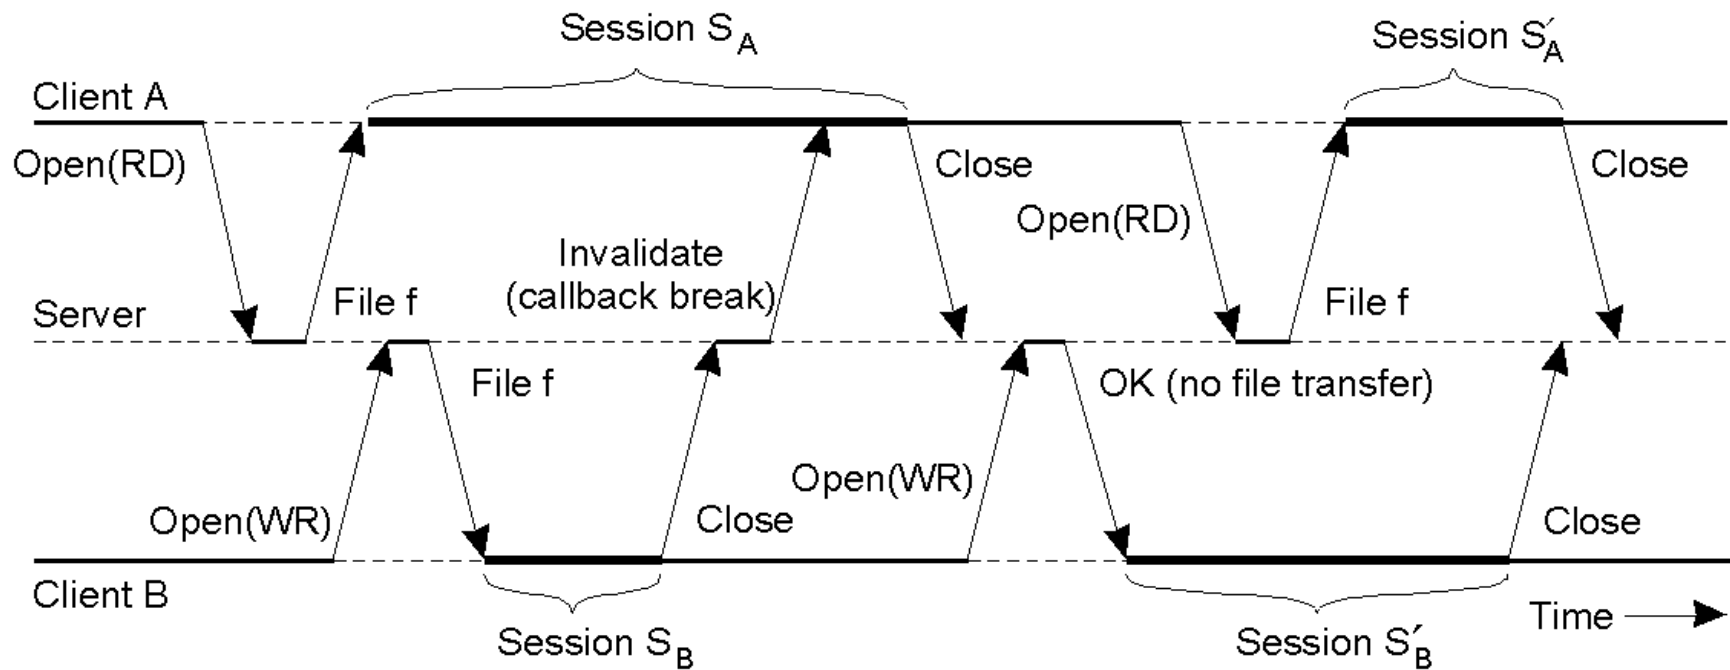 Session S_A
Session S′_A
Client A
Open(RD)
Close
Close
Open(RD)
Invalidate
(callback break)
File f
File f
Server
File f
OK (no file transfer)
Open(WR)
Open(WR)
Close
Close
Client B
Time
Session S_B
Session S′_B